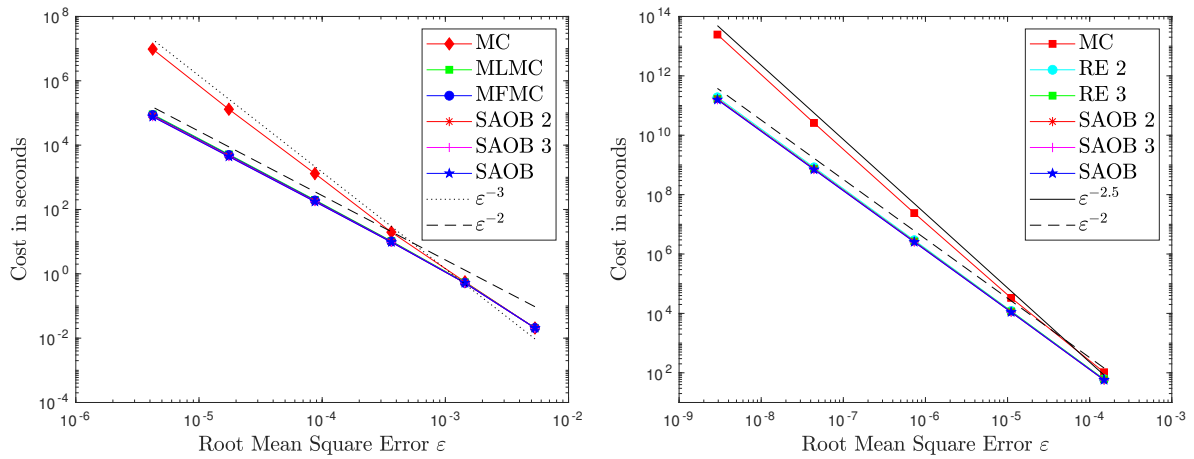 10^8
10^6
10^4
10^2
10^0
10^-2
10^-4
Cost in seconds
MC
MLMC
MFMC
SAOB 2
SAOB 3
SAOB
ε^-3
ε^-2
10^-6
10^-5
10^-4
10^-3
10^-2
Root Mean Square Error ε
10^14
10^12
10^10
10^8
10^6
10^4
10^2
Cost in seconds
MC
RE 2
RE 3
SAOB 2
SAOB 3
SAOB
ε^-2.5
ε^-2
10^-9
10^-8
10^-7
10^-6
10^-5
10^-4
10^-3
Root Mean Square Error ε